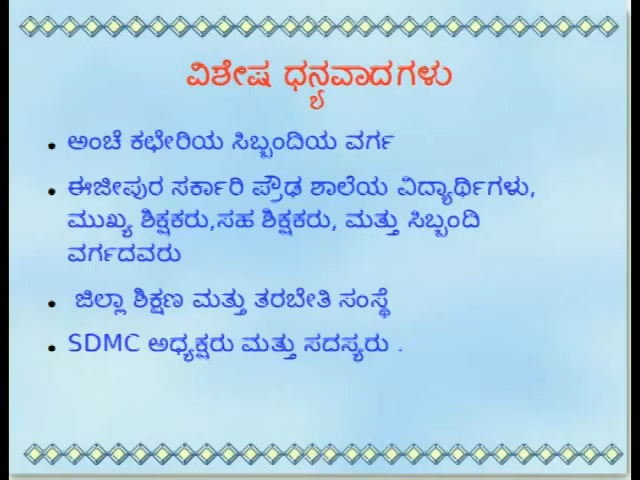 ವಿಶೇಷ ಧನ್ಯವಾದಗಳು
• ಅಂಚೆ ಕಛೇರಿಯ ಸಿಬ್ಬಂದಿಯ ವರ್ಗ
• ಈಜೀಪುರ ಸರ್ಕಾರಿ ಪ್ರೌಢ ಶಾಲೆಯ ವಿದ್ಯಾರ್ಥಿಗಳು,
ಮುಖ್ಯ ಶಿಕ್ಷಕರು,ಸಹ ಶಿಕ್ಷಕರು, ಮತ್ತು ಸಿಬ್ಬಂದಿ
ವರ್ಗದವರು
• ಜಿಲ್ಲಾ ಶಿಕ್ಷಣ ಮತ್ತು ತರಬೇತಿ ಸಂಸ್ಥೆ
• SDMC ಅಧ್ಯಕ್ಷರು ಮತ್ತು ಸದಸ್ಯರು .